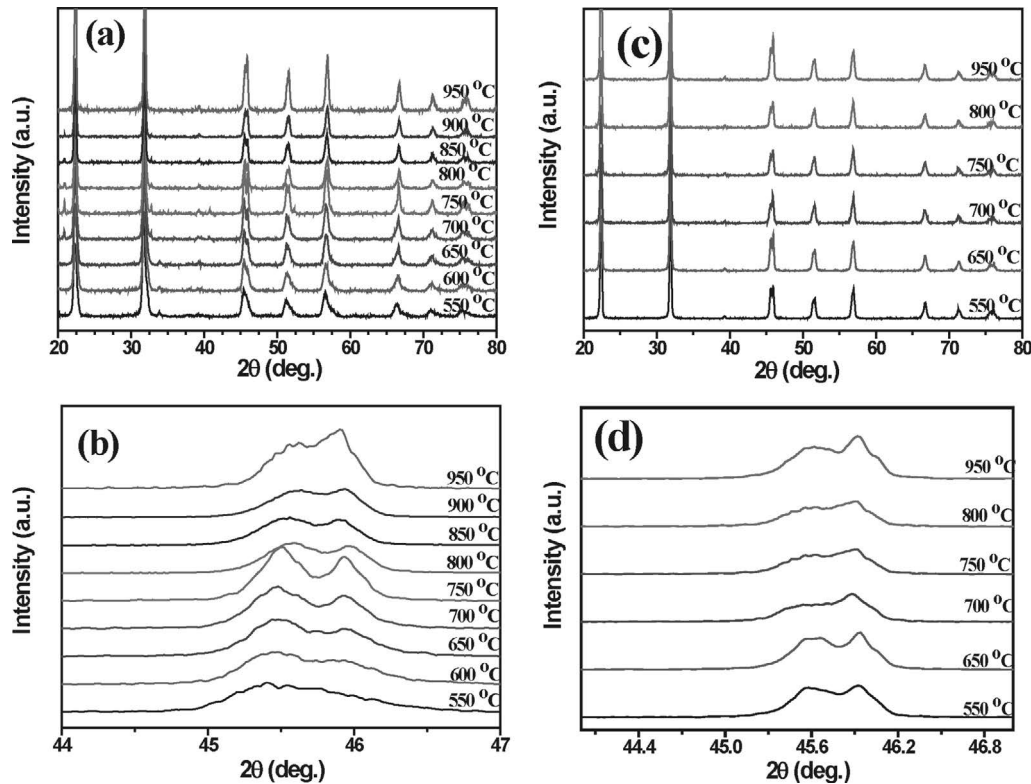 (a)
Intensity (a.u.)
950 °C
900 °C
850 °C
800 °C
750 °C
700 °C
650 °C
600 °C
550 °C
20 30 40 50 60 70 80
2θ (deg.)
(c)
Intensity (a.u.)
950 °C
800 °C
750 °C
700 °C
650 °C
550 °C
20 30 40 50 60 70 80
2θ (deg.)
(b)
Intensity (a.u.)
950 °C
900 °C
850 °C
800 °C
750 °C
700 °C
650 °C
600 °C
550 °C
44 45 46 47
2θ (deg.)
(d)
Intensity (a.u.)
950 °C
800 °C
750 °C
700 °C
650 °C
550 °C
44.4 45.0 45.6 46.2 46.8
2θ (deg.)